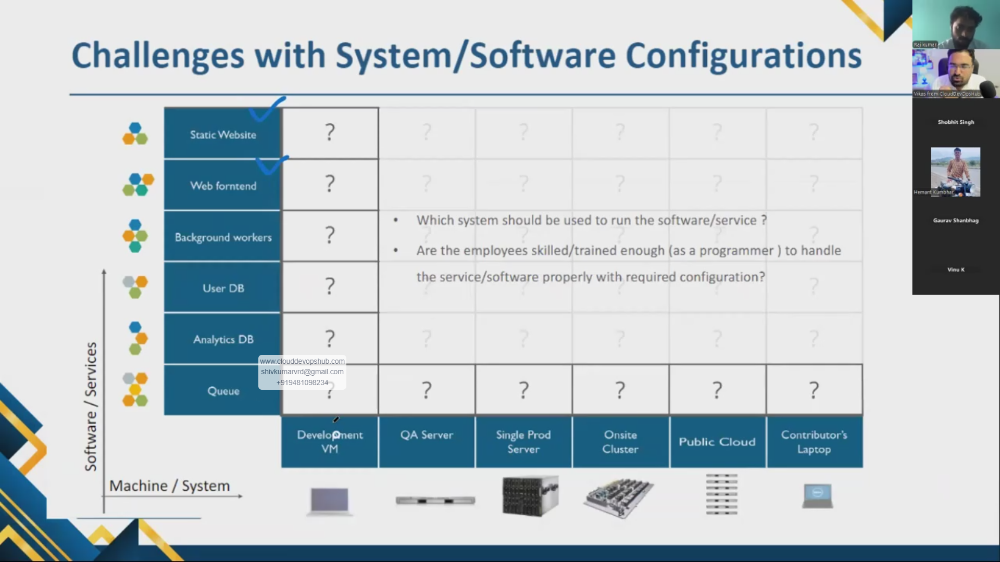 Challenges with System/Software Configurations
Static Website
?
?
?
?
?
?
Web forntend
?
?
?
?
?
?
Background workers
?
?
?
?
?
?
• Which system should be used to run the software/service ?
• Are the employees skilled/trained enough (as a programmer ) to handle
the service/software properly with required configuration?
User DB
?
?
?
?
?
?
Analytics DB
?
?
?
?
?
?
Queue
?
?
?
?
?
?
www.clouddevopshub.com
shivkumarvrd@gmail.com
+919481098234
Software / Services
Machine / System
Development
VM
QA Server
Single Prod
Server
Onsite
Cluster
Public Cloud
Contributor's
Laptop
DELL
Raj kumar
Vikas from CloudDevOpsHub
Shobhit Singh
Hemant Kumbhar
Gaurav Shanbhag
Vinu K